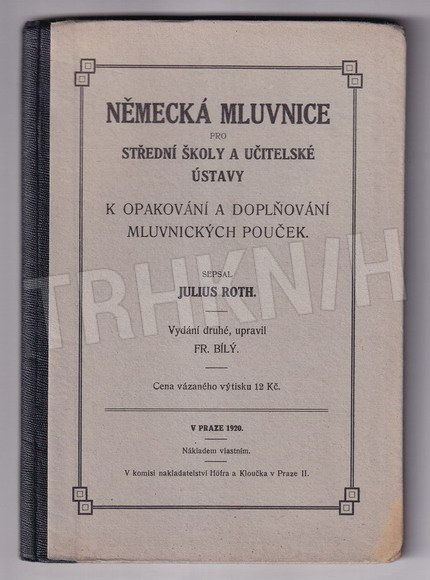 NĚMECKÁ MLUVNICE
PRO
STŘEDNÍ ŠKOLY A UČITELSKÉ
ÚSTAVY
K OPAKOVÁNÍ A DOPLŇOVÁNÍ
MLUVNICKÝCH POUČEK.
SEPSAL
JULIUS ROTH.
Vydání druhé, upravil
FR. BÍLÝ.
Cena vázaného výtisku 12 Kč.
V PRAZE 1920.
Nákladem vlastním.
V komisi nakladatelství Höfra a Kloučka v Praze II.
TRHKNIH